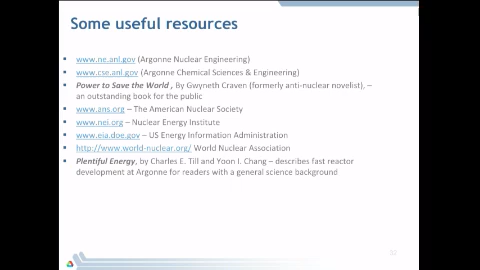 Some useful resources
www.ne.anl.gov (Argonne Nuclear Engineering)
www.cse.anl.gov (Argonne Chemical Sciences & Engineering)
Power to Save the World , By Gwyneth Craven (formerly anti-nuclear novelist), –
an outstanding book for the public
www.ans.org – The American Nuclear Society
www.nei.org – Nuclear Energy Institute
www.eia.doe.gov – US Energy Information Administration
http://www.world-nuclear.org/ World Nuclear Association
Plentiful Energy, by Charles E. Till and Yoon I. Chang – describes fast reactor
development at Argonne for readers with a general science background